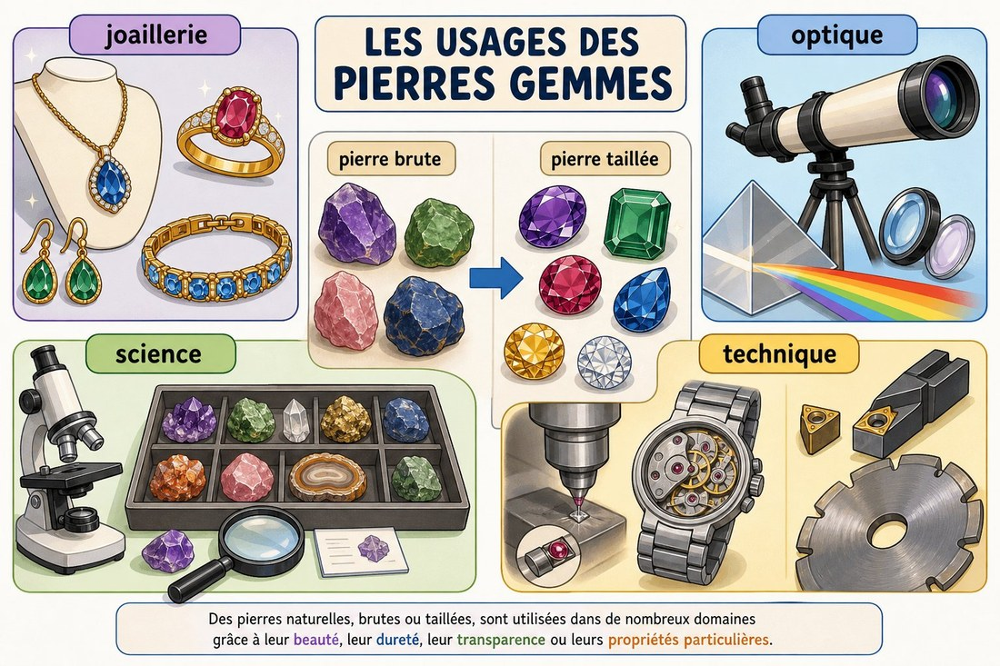 LES USAGES DES
PIERRES GEMMES
joaillerie
optique
pierre brute
pierre taillée
science
technique
Des pierres naturelles, brutes ou taillées, sont utilisées dans de nombreux domaines
grâce à leur beauté, leur dureté, leur transparence ou leurs propriétés particulières.